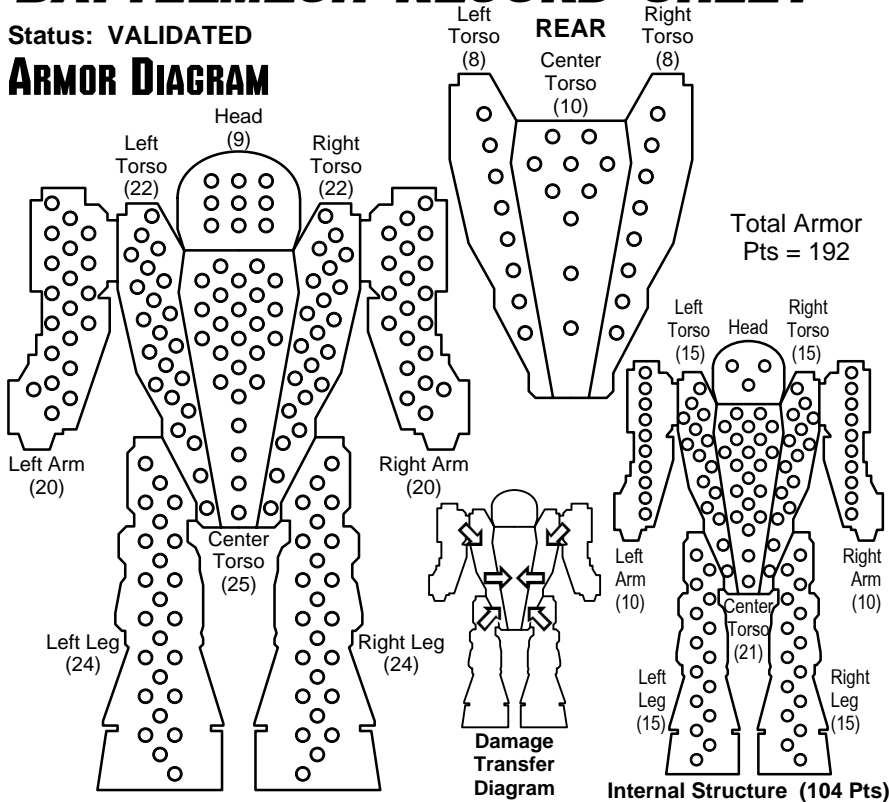 BATTLEMECH RECORD SHEET
Status: VALIDATED
ARMOR DIAGRAM
Head
(9)
Left
Torso
(22)
Right
Torso
(22)
Left Arm
(20)
Right Arm
(20)
Center
Torso
(25)
Left Leg
(24)
Right Leg
(24)
Left
Torso
(8)
REAR
Center
Torso
(10)
Right
Torso
(8)
Total Armor
Pts = 192
Left
Torso
(15)
Head
Right
Torso
(15)
Left
Arm
(10)
Right
Arm
(10)
Center
Torso
(21)
Left
Leg
(15)
Right
Leg
(15)
Damage
Transfer
Diagram
Internal Structure (104 Pts)